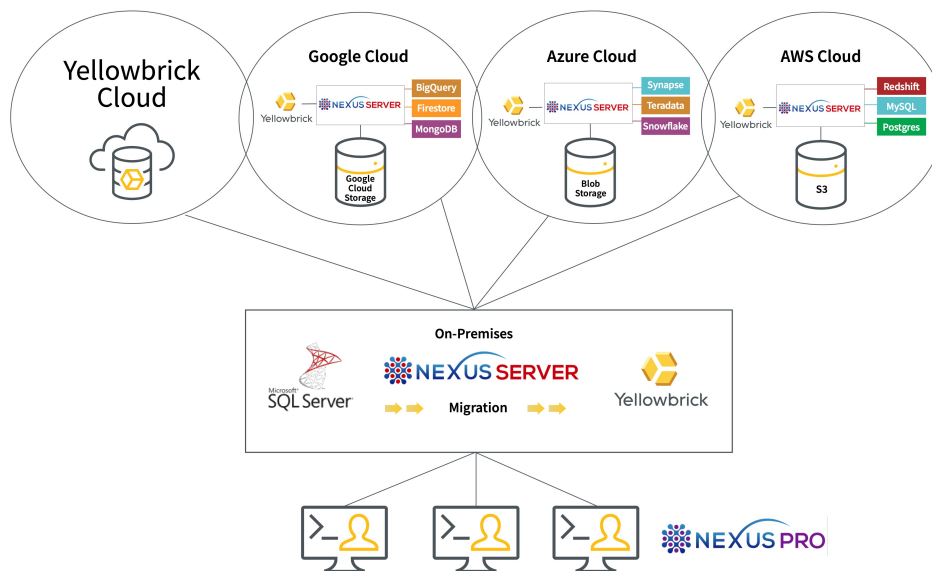 Yellowbrick
Cloud
Google Cloud
Yellowbrick
NEXUS SERVER
BigQuery
Firestore
MongoDB
Google
Cloud
Storage
Azure Cloud
Yellowbrick
NEXUS SERVER
Synapse
Teradata
Snowflake
Blob
Storage
AWS Cloud
Yellowbrick
NEXUS SERVER
Redshift
MySQL
Postgres
S3
On-Premises
Microsoft®
SQL Server®
NEXUS SERVER
Migration
Yellowbrick
NEXUS PRO